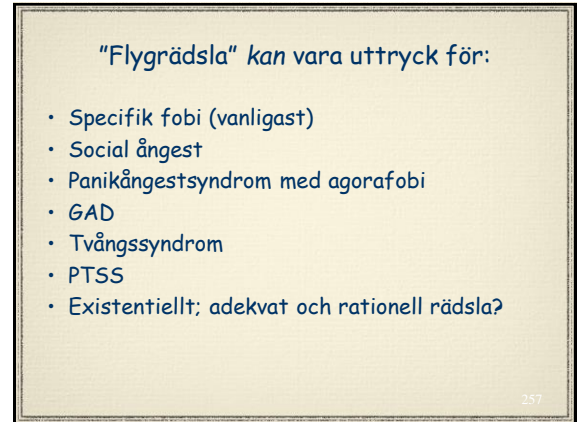 ”Flygrädsla” kan vara uttryck för:
• Specifik fobi (vanligast)
• Social ångest
• Panikångestsyndrom med agorafobi
• GAD
• Tvångssyndrom
• PTSS
• Existentiellt; adekvat och rationell rädsla?
257